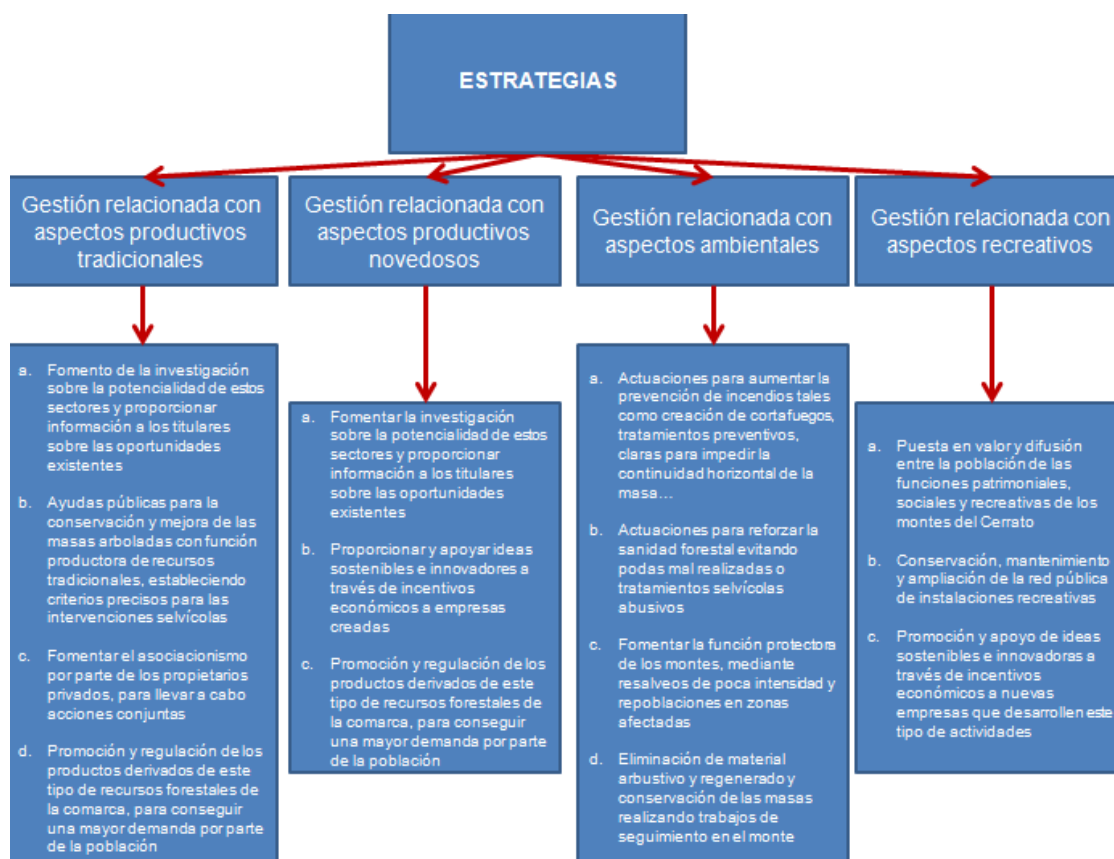 ESTRATEGIAS
Gestión relacionada con
aspectos productivos
tradicionales
Gestión relacionada con
aspectos productivos
novedosos
Gestión relacionada con
aspectos ambientales
Gestión relacionada con
aspectos recreativos
a. Fomento de la investigación
sobre la potencialidad de estos
sectores y proporcionar
información a los titulares
sobre las oportunidades
existentes
b. Ayudas públicas para la
conservación y mejora de las
masas arboladas con función
productora de recursos
tradicionales, estableciendo
criterios precisos para las
intervenciones selvícolas
c. Fomentar el asociacionismo
por parte de los propietarios
privados, para llevar a cabo
acciones conjuntas
d. Promoción y regulación de los
productos derivados de este
tipo de recursos forestales de
la comarca, para conseguir
una mayor demanda por parte
de la población
a. Fomentar la investigación
sobre la potencialidad de estos
sectores y proporcionar
información a los titulares
sobre las oportunidades
existentes
b. Proporcionar y apoyar ideas
sostenibles e innovadores a
través de incentivos
económicos a empresas
creadas
c. Promoción y regulación de los
productos derivados de este
tipo de recursos forestales de
la comarca, para conseguir
una mayor demanda por parte
de la población
a. Actuaciones para aumentar la
prevención de incendios tales
como creación de cortafuegos,
tratamientos preventivos,
claras para impedir la
continuidad horizontal de la
masa…
b. Actuaciones para reforzar la
sanidad forestal evitando
podas mal realizadas o
tratamientos selvícolas
abusivos
c. Fomentar la función protectora
de los montes, mediante
resalveos de poca intensidad y
repoblaciones en zonas
afectadas
d. Eliminación de material
arbustivo y regenerado y
conservación de las masas
realizando trabajos de
seguimiento en el monte
a. Puesta en valor y difusión
entre la población de las
funciones patrimoniales,
sociales y recreativas de los
montes del Cerrato
b. Conservación, mantenimiento
y ampliación de la red pública
de instalaciones recreativas
c. Promoción y apoyo de ideas
sostenibles e innovadoras a
través de incentivos
económicos a nuevas
empresas que desarrollen este
tipo de actividades